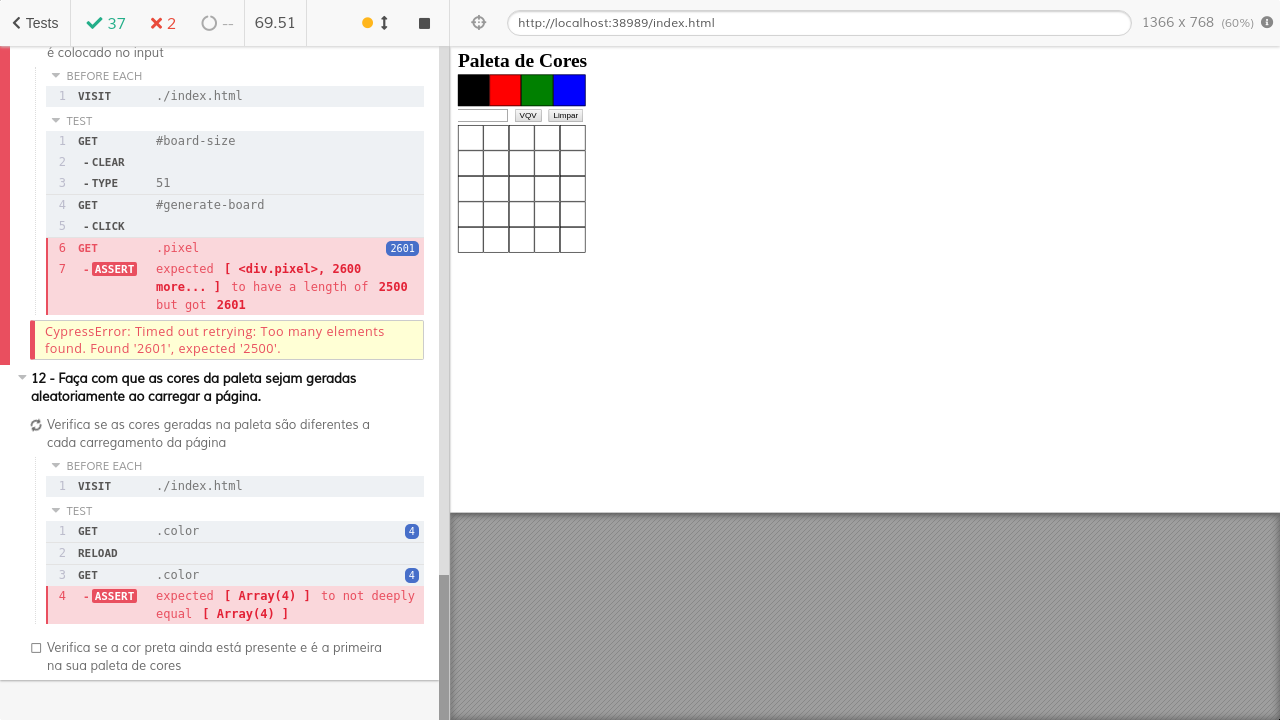 Tests
37
2
--
69.51
http://localhost:38989/index.html
1366 x 768 (60%)
é colocado no input
BEFORE EACH
1 VISIT ./index.html
TEST
1 GET #board-size
2 - CLEAR
3 - TYPE 51
4 GET #generate-board
5 - CLICK
6 GET .pixel 2601
7 - ASSERT expected [ <div.pixel>, 2600
more... ] to have a length of 2500
but got 2601
CypressError: Timed out retrying: Too many elements
found. Found '2601', expected '2500'.
12 - Faça com que as cores da paleta sejam geradas
aleatoriamente ao carregar a página.
Verifica se as cores geradas na paleta são diferentes a
cada carregamento da página
BEFORE EACH
1 VISIT ./index.html
TEST
1 GET .color 4
2 RELOAD
3 GET .color 4
4 - ASSERT expected [ Array(4) ] to not deeply
equal [ Array(4) ]
Verifica se a cor preta ainda está presente e é a primeira
na sua paleta de cores
Paleta de Cores
VQV
Limpar